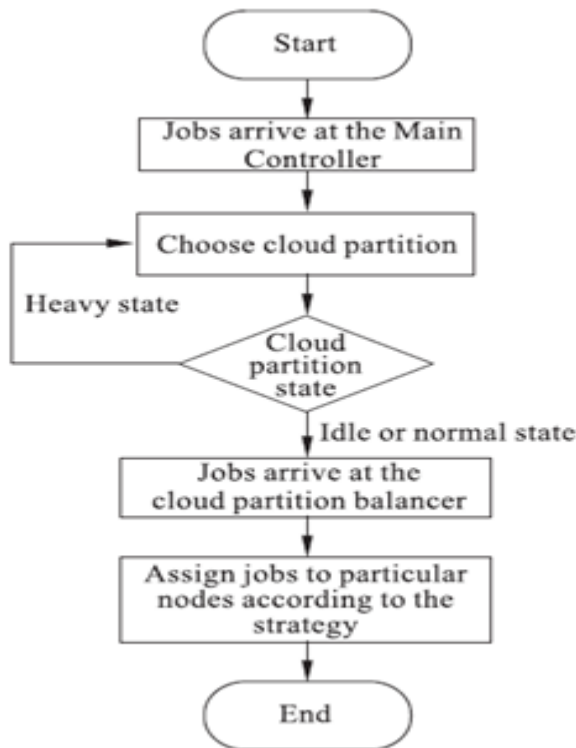 Start
Jobs arrive at the Main
Controller
Choose cloud partition
Heavy state
Cloud
partition
state
Idle or normal state
Jobs arrive at the
cloud partition balancer
Assign jobs to particular
nodes according to the
strategy
End